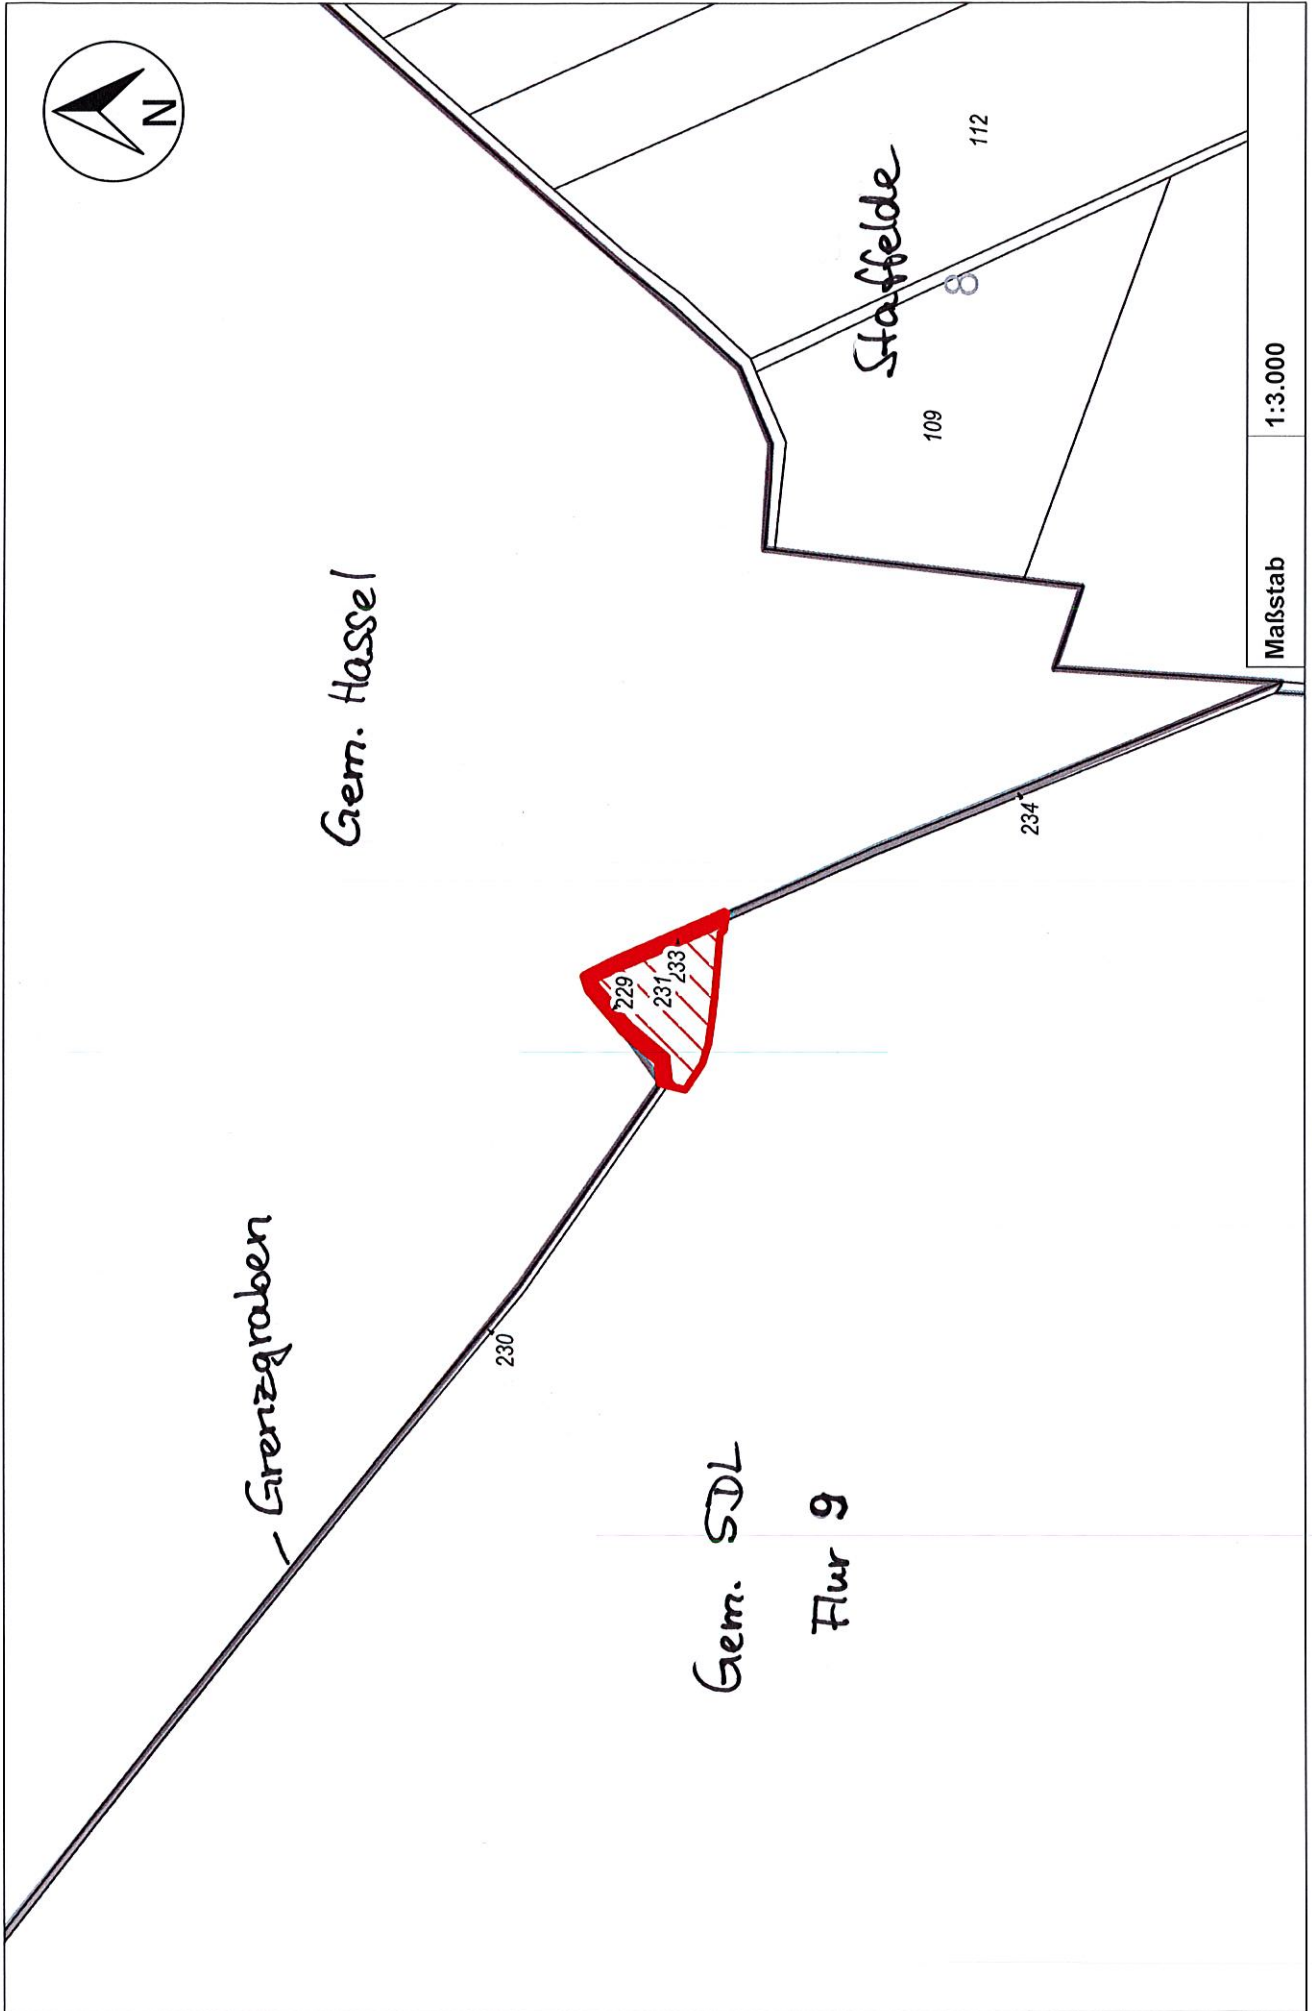 N
Gem. Hassel
Grenzgraben
Staffelde
112
8
109
229
231
233
234
230
Gem. SDL
Flur 9
Maßstab
1:3.000